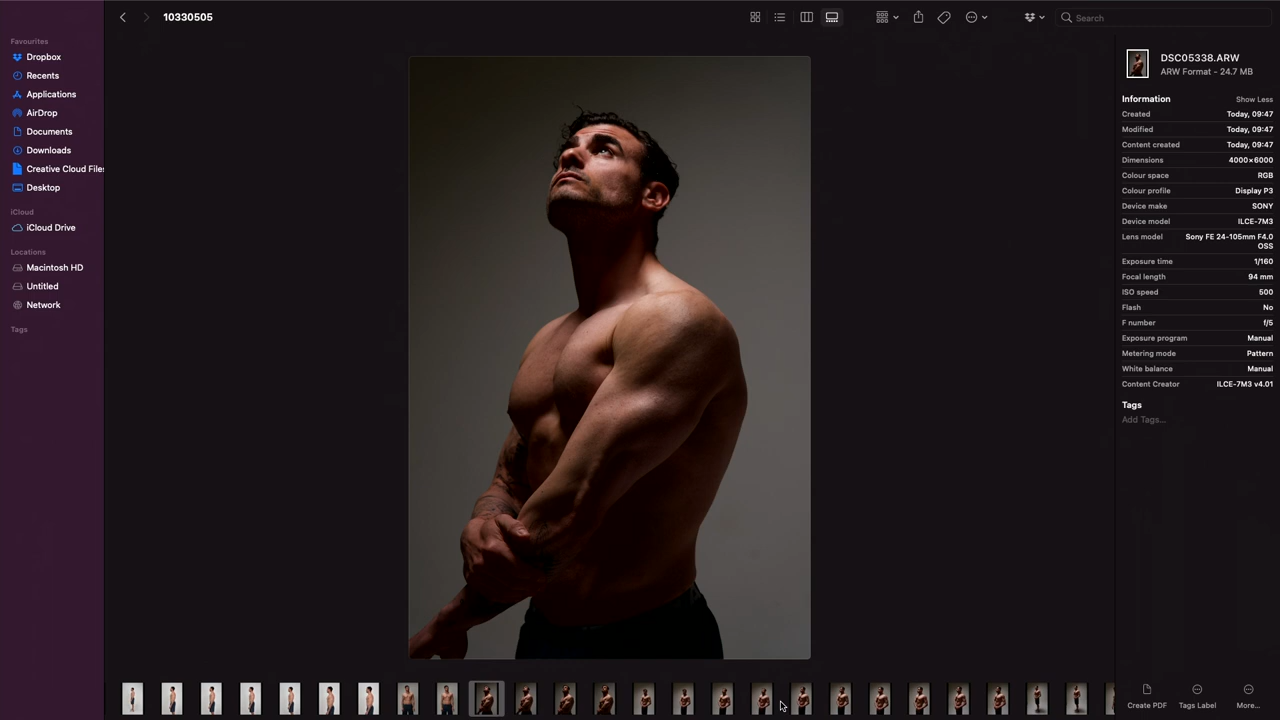 10330505
Search
Favourites
Dropbox
Recents
Applications
AirDrop
Documents
Downloads
Creative Cloud Files
Desktop
iCloud
iCloud Drive
Locations
Macintosh HD
Untitled
Network
Tags
DSC05338.ARW
ARW Format - 24.7 MB
Information Show Less
Created Today, 09:47
Modified Today, 09:47
Content created Today, 09:47
Dimensions 4000×6000
Colour space RGB
Colour profile Display P3
Device make SONY
Device model ILCE-7M3
Lens model Sony FE 24-105mm F4.0
OSS
Exposure time 1/160
Focal length 94 mm
ISO speed 500
Flash No
F number f/5
Exposure program Manual
Metering mode Pattern
White balance Manual
Content Creator ILCE-7M3 v4.01
Tags
Add Tags...
Create PDF Tags Label More...